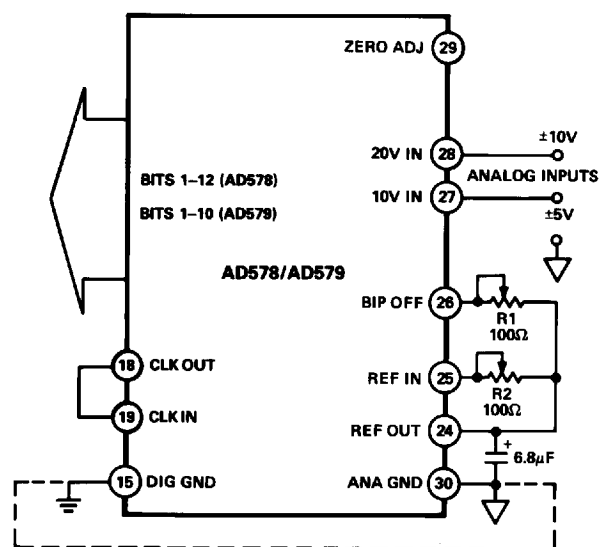 ZERO ADJ 29
±10V
20V IN 28
ANALOG INPUTS
10V IN 27
±5V
BITS 1–12 (AD578)
BITS 1–10 (AD579)
AD578/AD579
BIP OFF 26
R1
100Ω
18 CLK OUT
REF IN 25
R2
100Ω
19 CLK IN
REF OUT 24
+
6.8μF
15 DIG GND
ANA GND 30